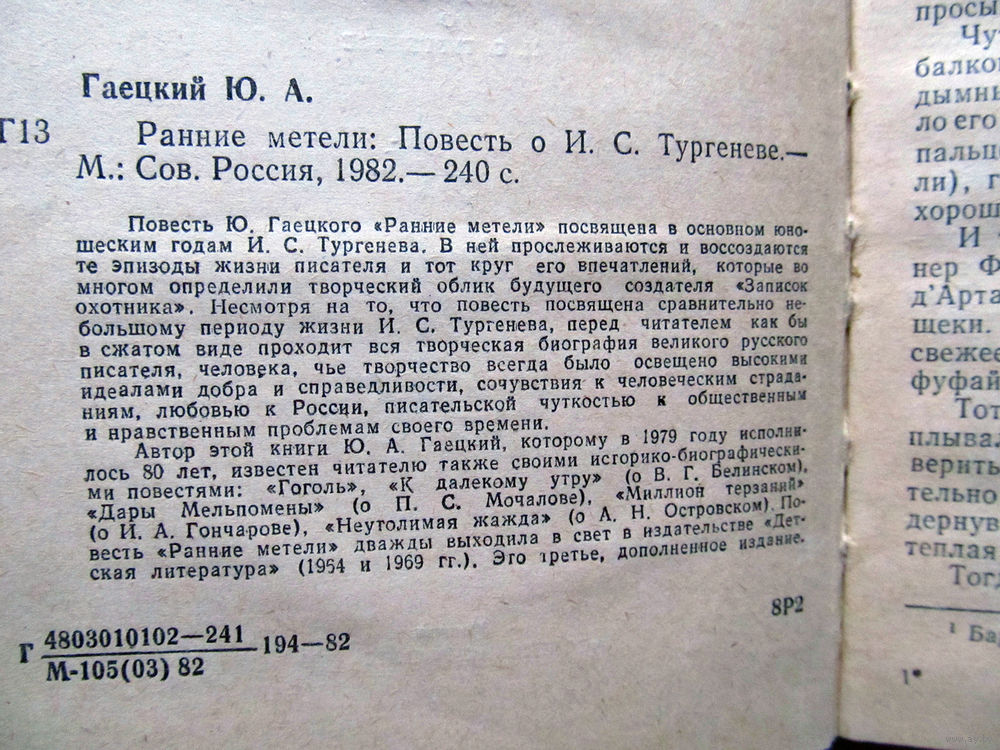 Гаецкий Ю. А.
Г13
Ранние метели: Повесть о И. С. Тургеневе.—
М.: Сов. Россия, 1982.— 240 с.
Повесть Ю. Гаецкого «Ранние метели» посвящена в основном юно-
шеским годам И. С. Тургенева. В ней прослеживаются и воссоздаются
те эпизоды жизни писателя и тот круг его впечатлений, которые во
многом определили творческий облик будущего создателя «Записок
охотника». Несмотря на то, что повесть посвящена сравнительно не-
большому периоду жизни И. С. Тургенева, перед читателем как бы
в сжатом виде проходит вся творческая биография великого русского
писателя, человека, чье творчество всегда было освещено высокими
идеалами добра и справедливости, сочувствия к человеческим страда-
ниям, любовью к России, писательской чуткостью к общественным
и нравственным проблемам своего времени.
Автор этой книги Ю. А. Гаецкий, которому в 1979 году исполни-
лось 80 лет, известен читателю также своими историко-биографически-
ми повестями: «Гоголь», «К далекому утру» (о В. Г. Белинском),
«Дары Мельпомены» (о П. С. Мочалове), «Миллион терзаний»
(о И. А. Гончарове), «Неутолимая жажда» (о А. Н. Островском). По-
весть «Ранние метели» дважды выходила в свет в издательстве «Дет-
ская литература» (1954 и 1969 гг.). Это третье, дополненное издание.
8Р2
Г 4803010102—241 194—82
М-105(03) 82
просы
Чу
балко
дымны
ло его
пальц
ли), г
хорош
И
нер Ф
д'Арта
щеки.
свежее
фуфай
Тот
плывал
верить
тельно
дернув
теплая
Тог
1 Ба
1*